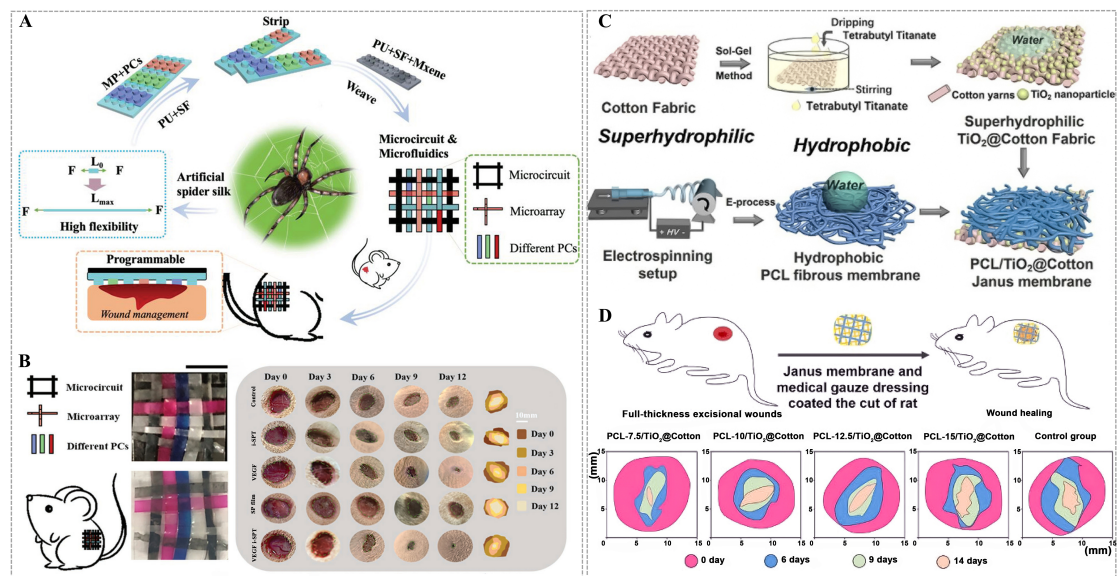 A
Strip
MP+PCs
PU+SF
PU+SF+Mxene
Weave
Microcircuit &
Microfluidics
Microcircuit
Microarray
Different PCs
Artificial
spider silk
F L0 F
Lmax
F F
High flexibility
Programmable
Wound management
B
Microcircuit
Microarray
Different PCs
Day 0 Day 3 Day 6 Day 9 Day 12
Control
i-SPT
VEGF
SP film
VEGF i-SPT
10mm
Day 0
Day 3
Day 6
Day 9
Day 12
C
Cotton Fabric
Sol-Gel
Method
Dripping
Tetrabutyl Titanate
Stirring
Tetrabutyl Titanate
Water
Cotton yarns TiO2 nanoparticle
Superhydrophilic
TiO2@Cotton Fabric
Superhydrophilic
Hydrophobic
+ HV -
Electrospinning
setup
E-process
Water
Hydrophobic
PCL fibrous membrane
PCL/TiO2@Cotton
Janus membrane
D
Full-thickness excisional wounds
Janus membrane and
medical gauze dressing
coated the cut of rat
Wound healing
PCL-7.5/TiO2@Cotton PCL-10/TiO2@Cotton PCL-12.5/TiO2@Cotton PCL-15/TiO2@Cotton Control group
(mm)
15
10
5
0 5 10 15
5 10 15
5 10 15
5 10 15
5 10 15
(mm)
0 day 6 days 9 days 14 days